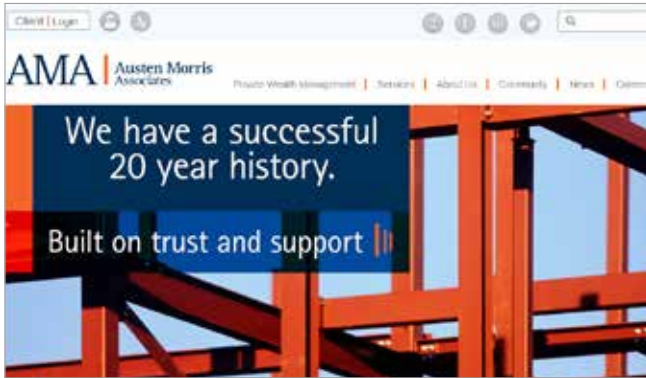 Client | Login
AMA | Austen Morris
Associates
Private Wealth Management | Services | About Us | Community | News | Careers
We have a successful
20 year history.
Built on trust and support